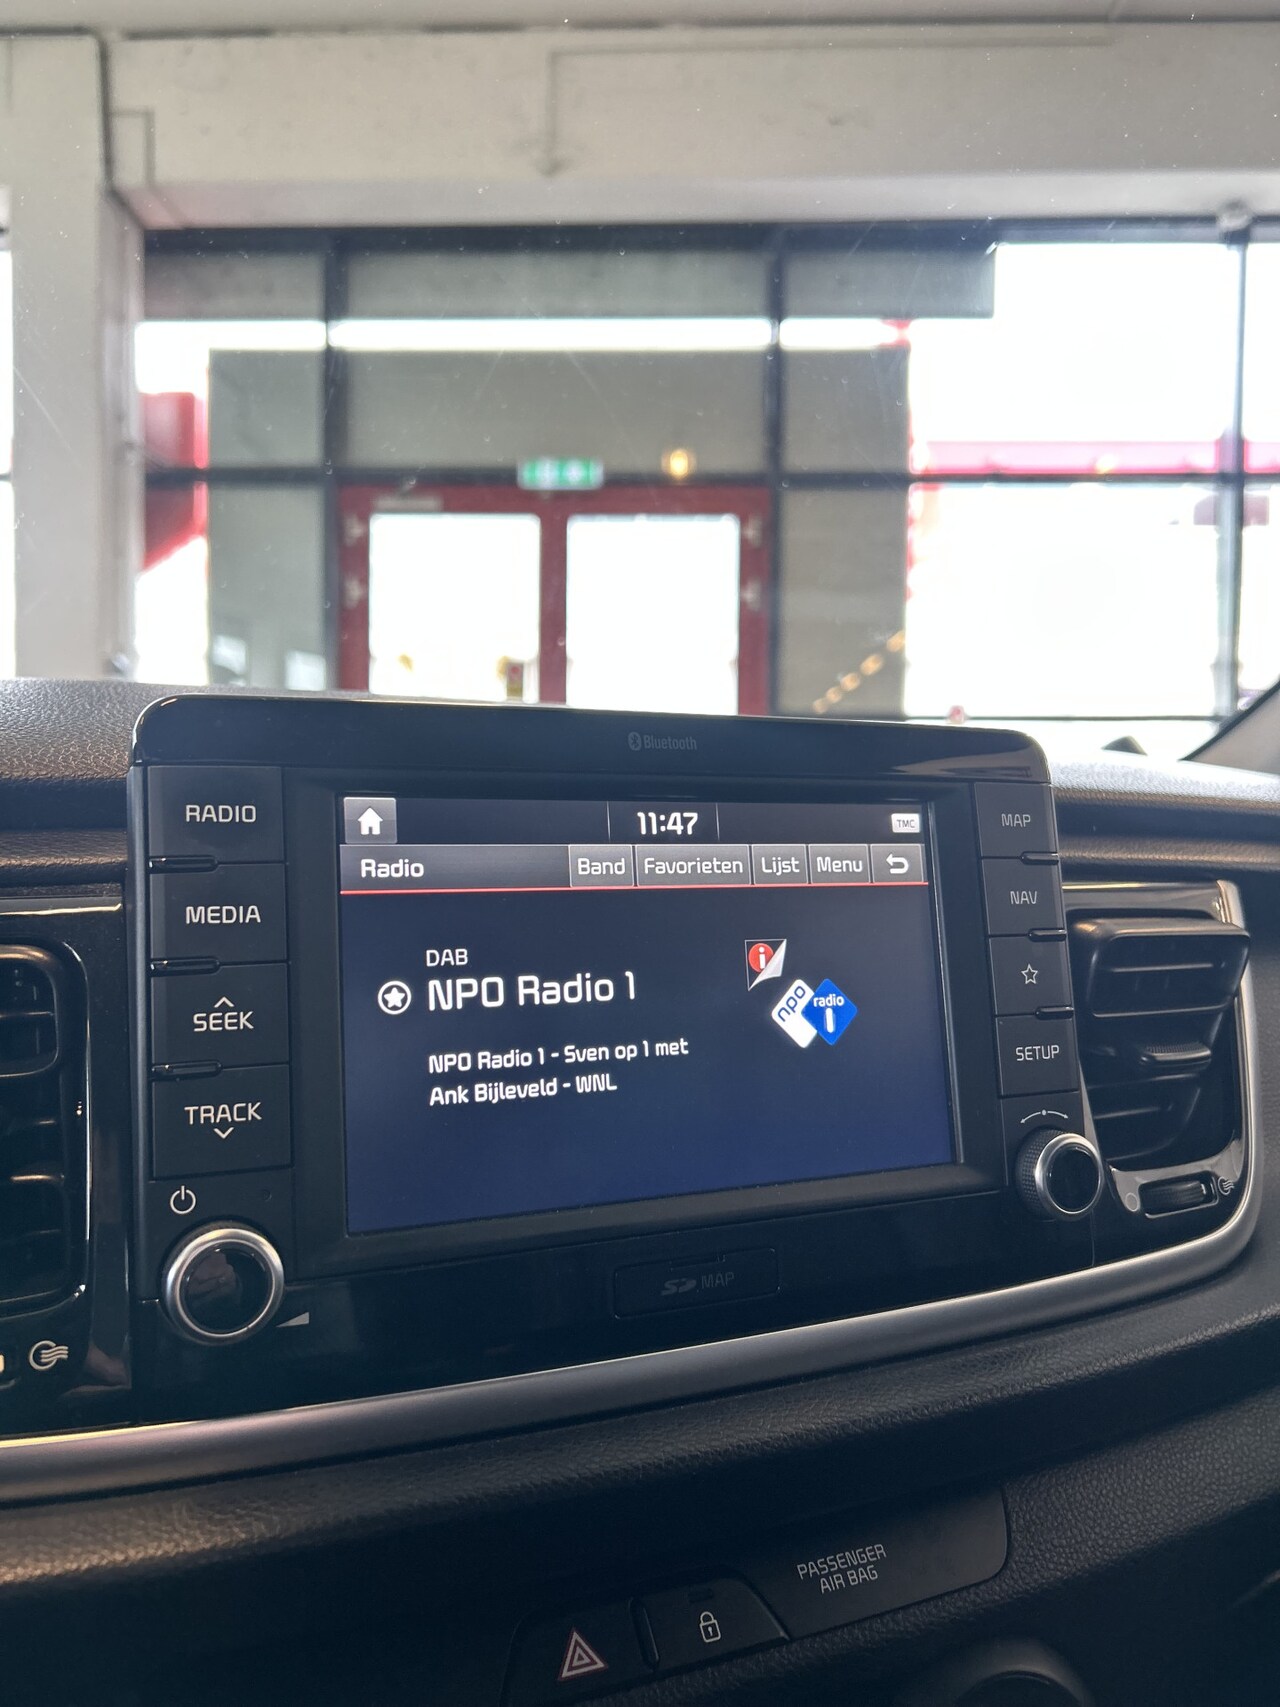 Bluetooth
RADIO
MEDIA
SEEK
TRACK
11:47
TMC
Radio
Band
Favorieten
Lijst
Menu
DAB
NPO Radio 1
NPO Radio 1 - Sven op 1 met
Ank Bijleveld - WNL
i
npo
radio
1
MAP
NAV
SETUP
SD MAP
PASSENGER
AIR BAG